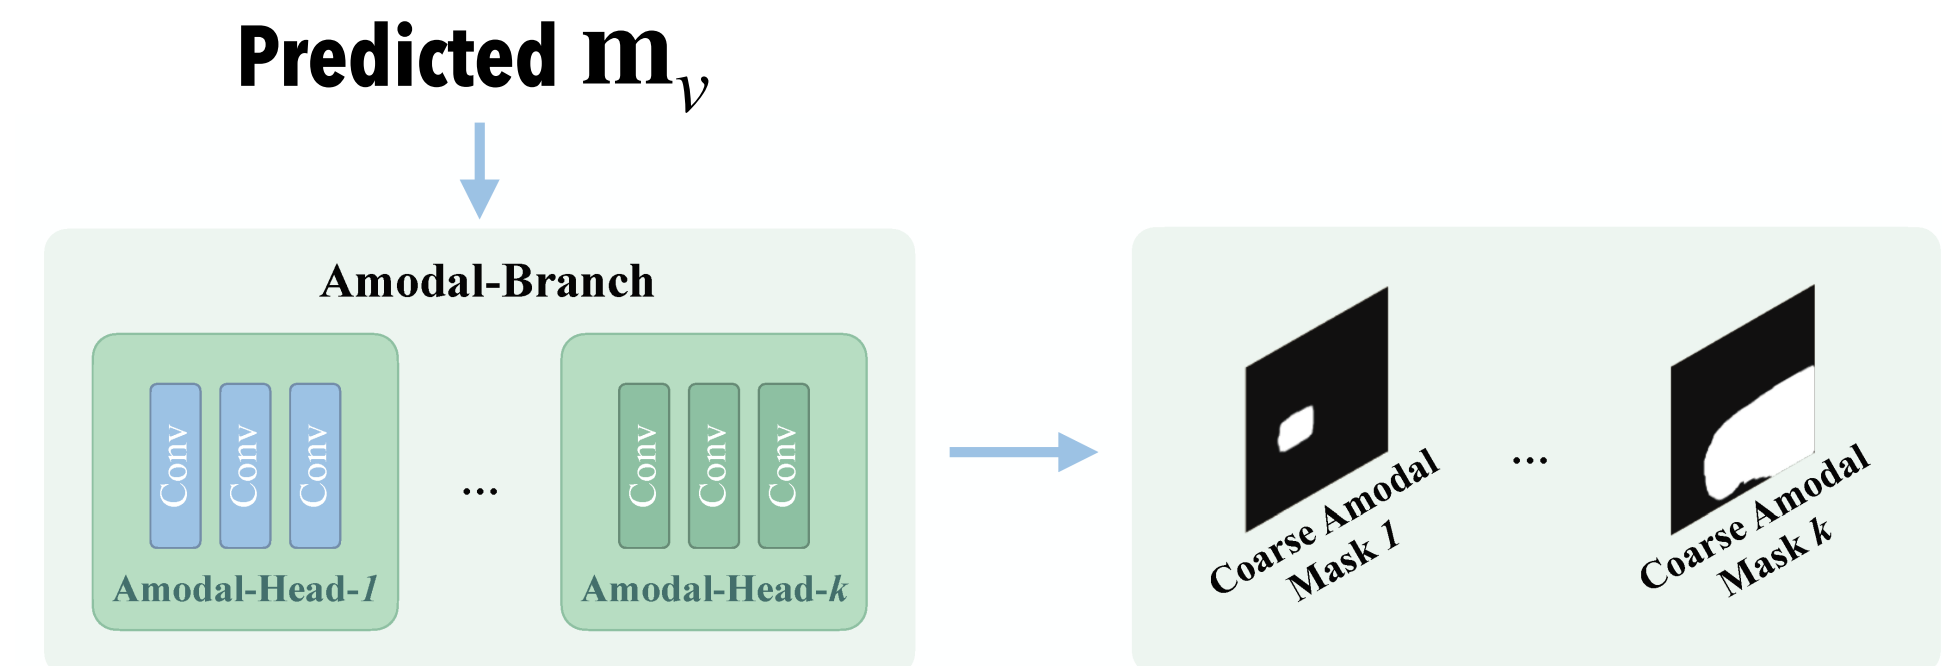 Predicted m_v
Amodal-Branch
Conv
Conv
Conv
Amodal-Head-1
...
Conv
Conv
Conv
Amodal-Head-k
Coarse Amodal
Mask 1
...
Coarse Amodal
Mask k